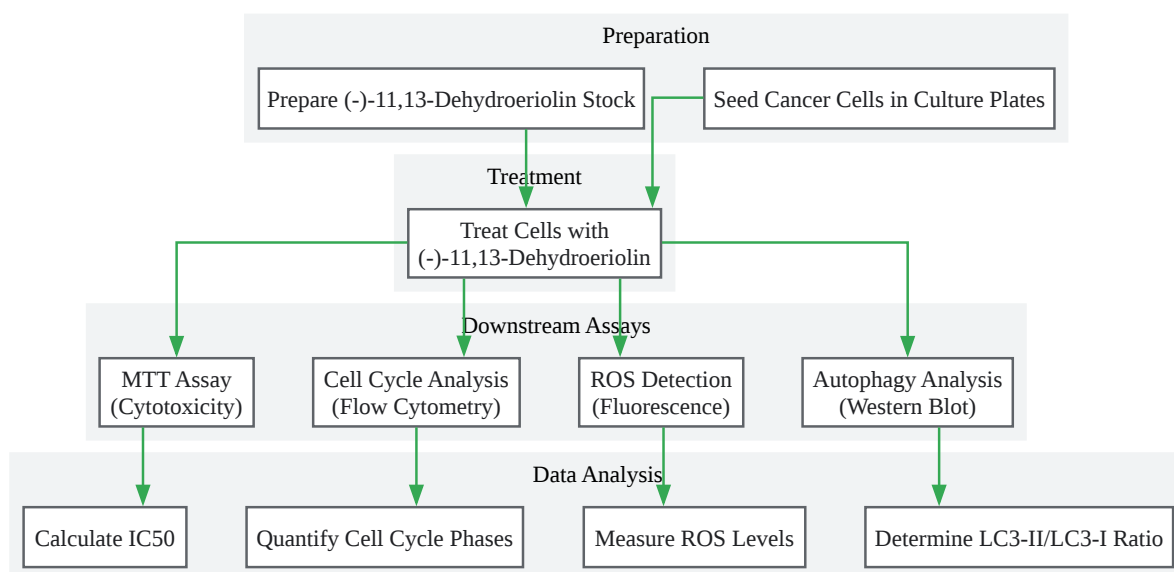 Preparation
Prepare (-)-11,13-Dehydroeriolin Stock
Seed Cancer Cells in Culture Plates
Treatment
Treat Cells with
(-)-11,13-Dehydroeriolin
Downstream Assays
MTT Assay
(Cytotoxicity)
Cell Cycle Analysis
(Flow Cytometry)
ROS Detection
(Fluorescence)
Autophagy Analysis
(Western Blot)
Data Analysis
Calculate IC50
Quantify Cell Cycle Phases
Measure ROS Levels
Determine LC3-II/LC3-I Ratio